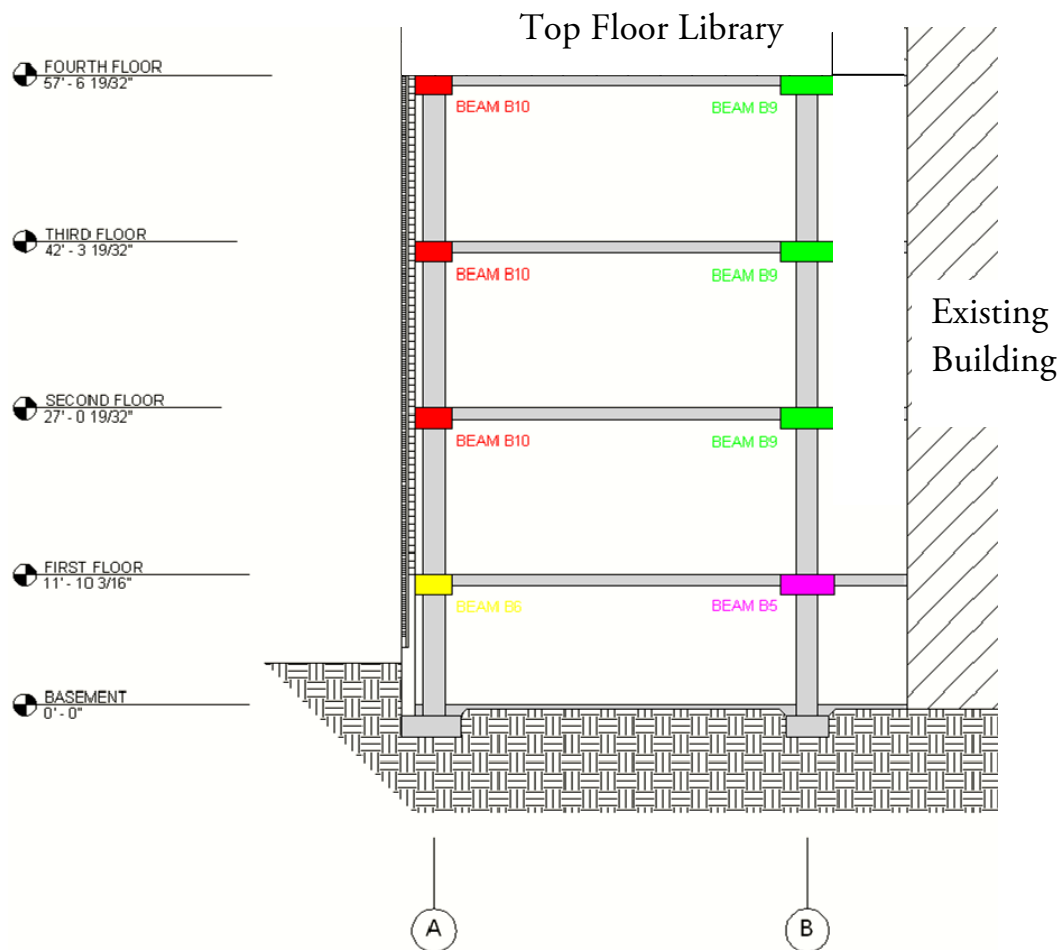 Top Floor Library
FOURTH FLOOR
57' - 6 19/32"
BEAM B10
BEAM B9
THIRD FLOOR
42' - 3 19/32"
BEAM B10
BEAM B9
Existing
Building
SECOND FLOOR
27' - 0 19/32"
BEAM B10
BEAM B9
FIRST FLOOR
11' - 10 3/16"
BEAM B6
BEAM B5
BASEMENT
0' - 0"
A
B